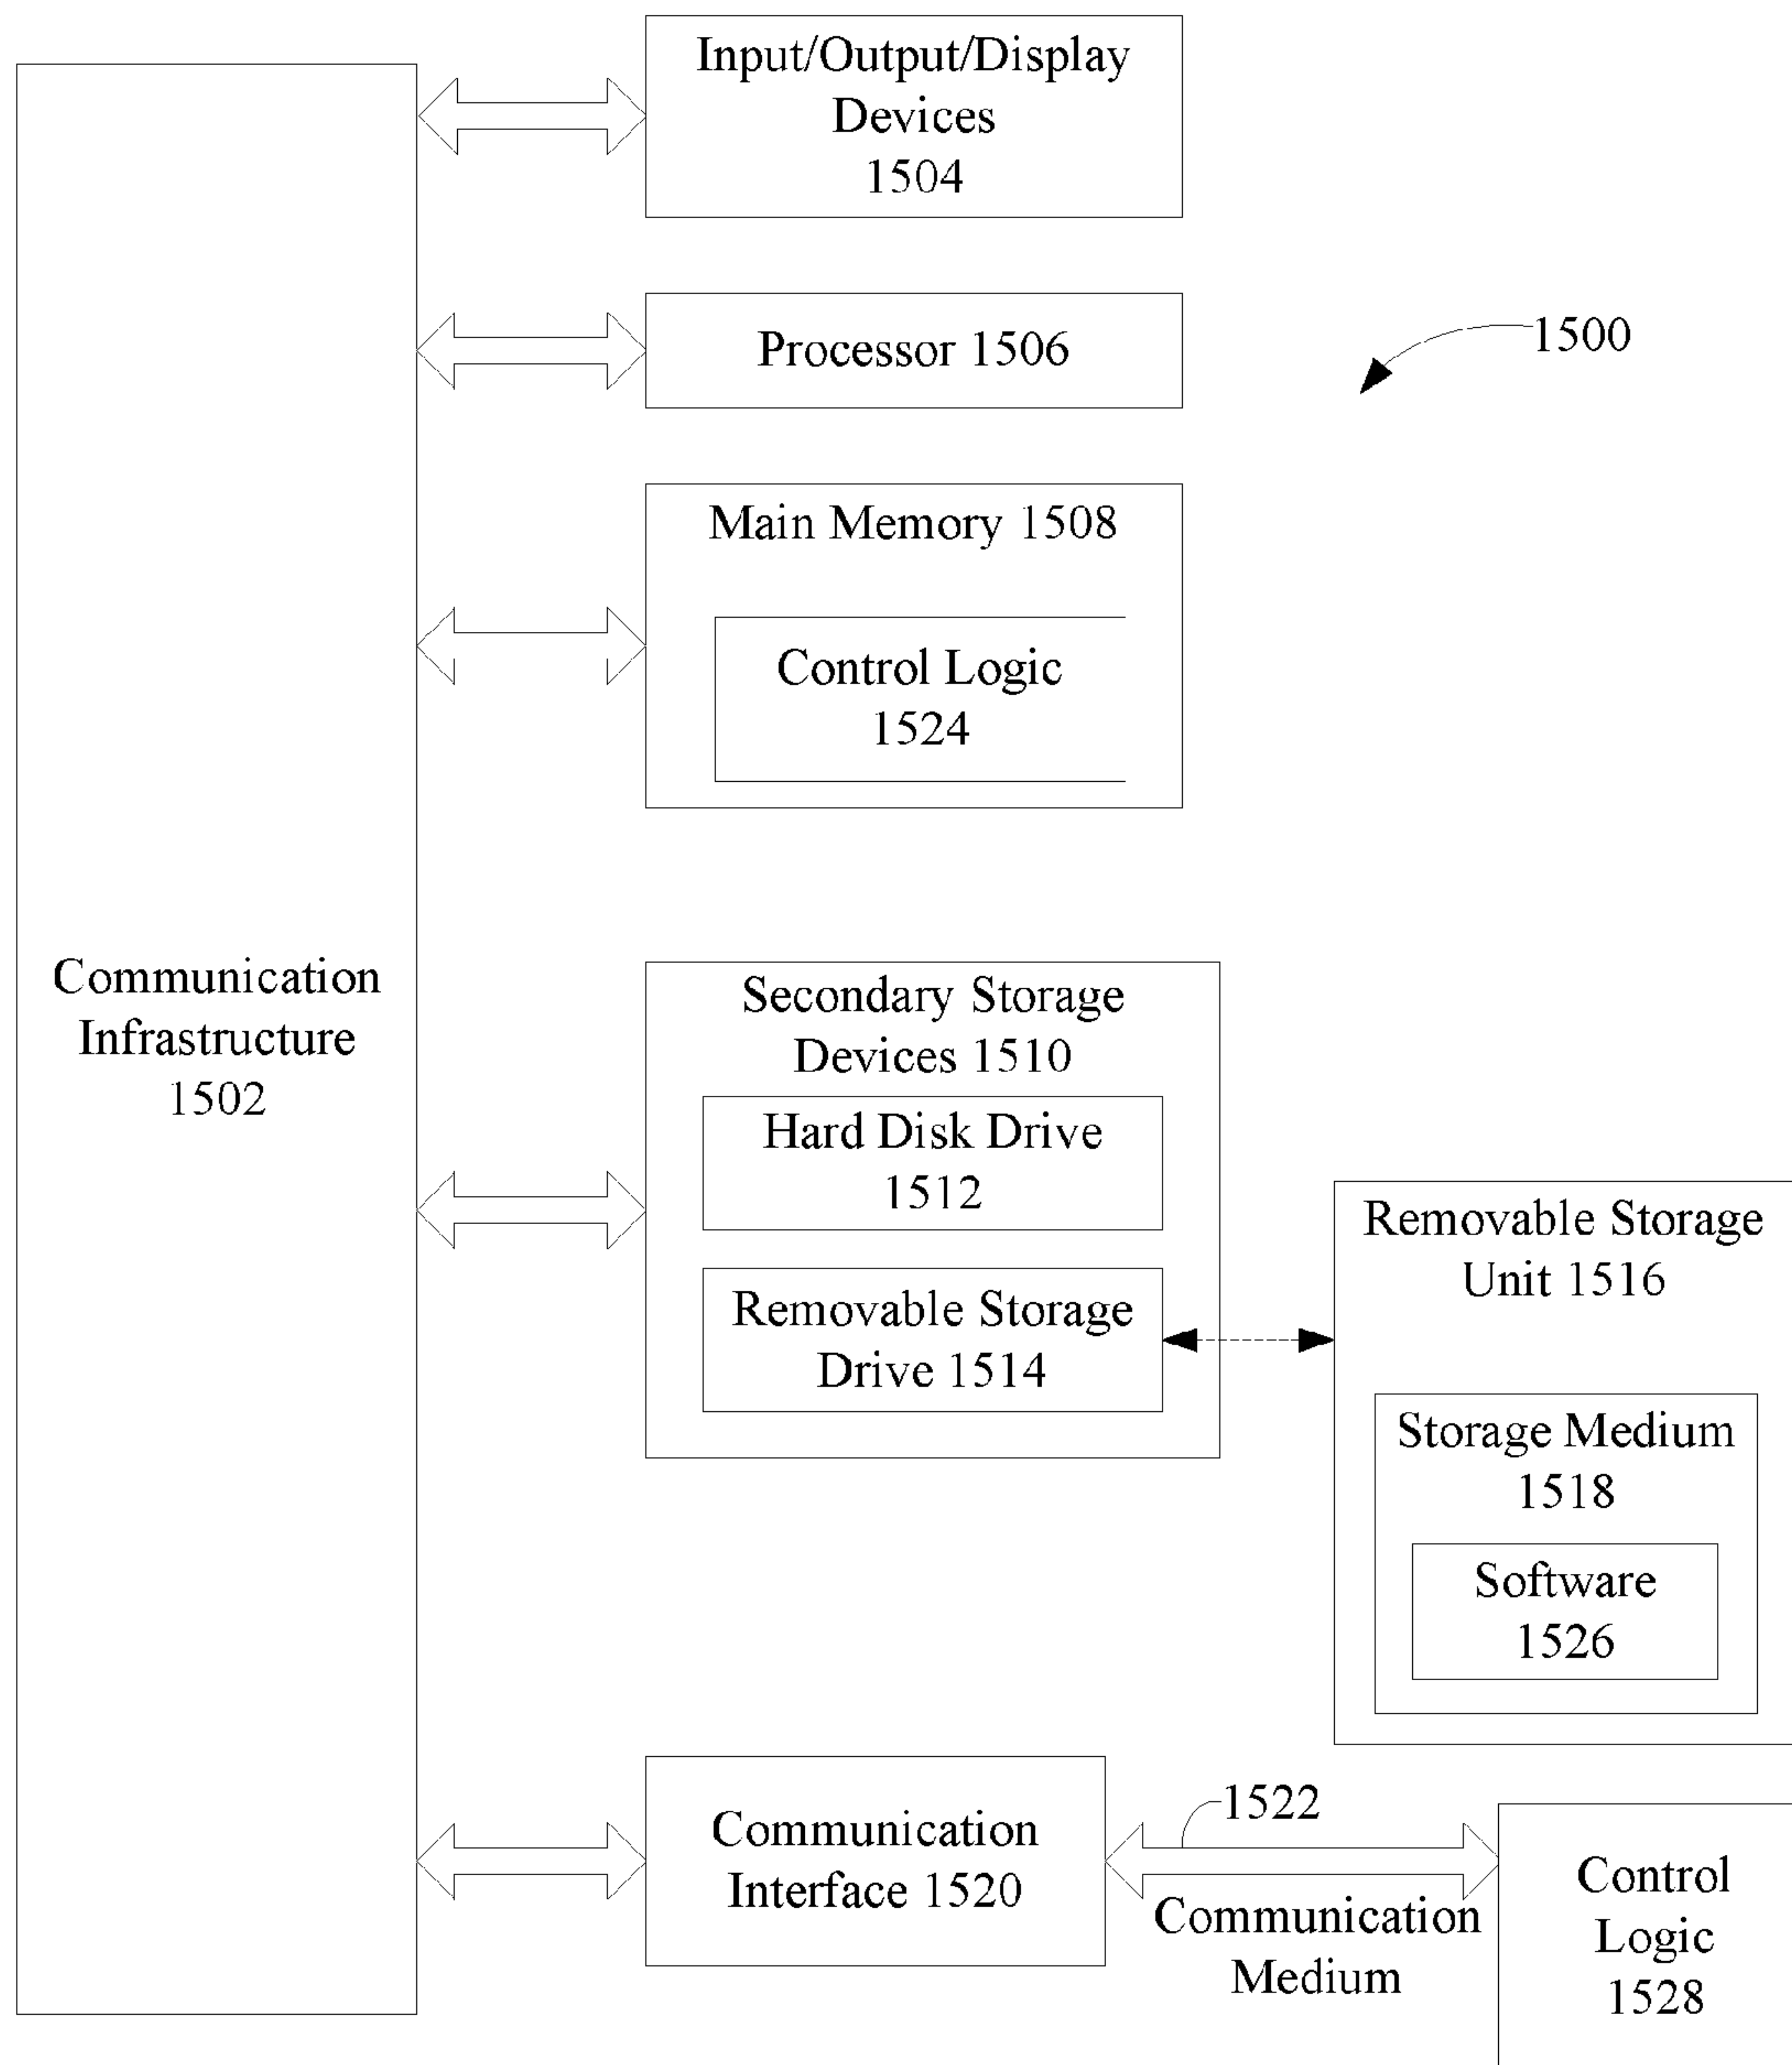 Input/Output/Display
Devices
1504
Processor 1506
1500
Main Memory 1508
Control Logic
1524
Communication
Infrastructure
1502
Secondary Storage
Devices 1510
Hard Disk Drive
1512
Removable Storage
Drive 1514
Removable Storage
Unit 1516
Storage Medium
1518
Software
1526
Communication
Interface 1520
1522
Communication
Medium
Control
Logic
1528